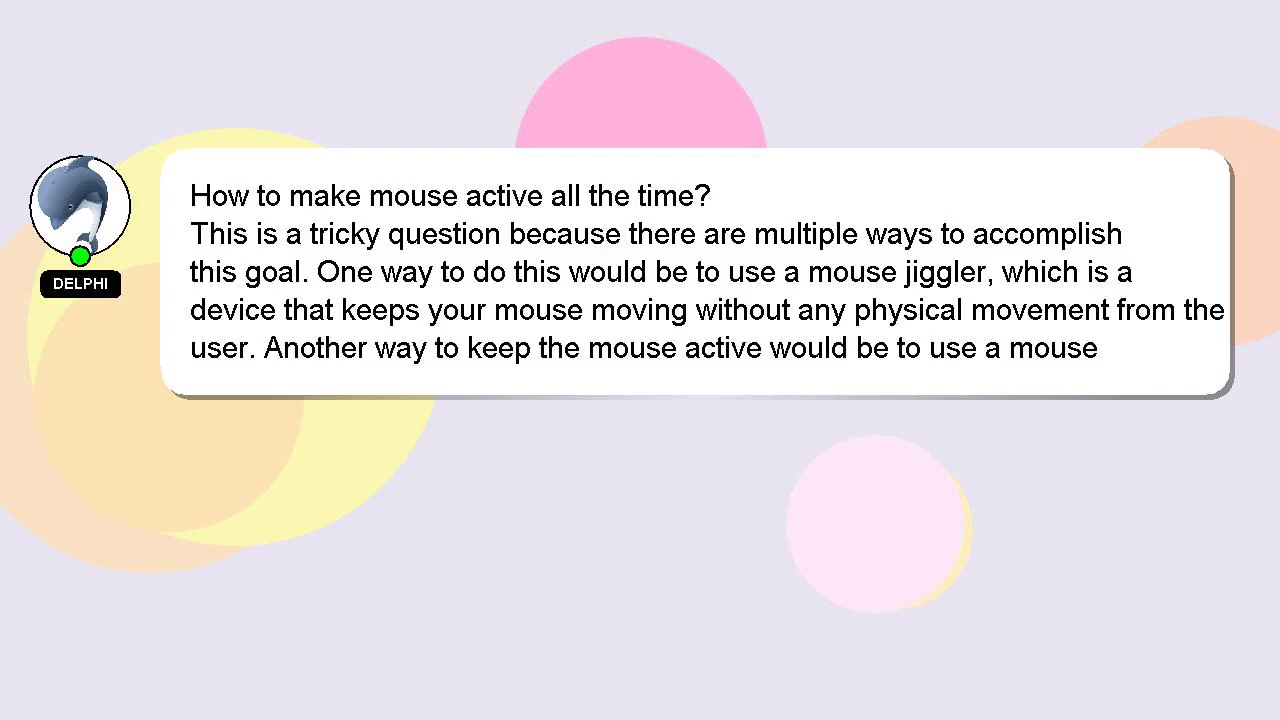 How to make mouse active all the time?
This is a tricky question because there are multiple ways to accomplish
this goal. One way to do this would be to use a mouse jiggler, which is a
device that keeps your mouse moving without any physical movement from the
user. Another way to keep the mouse active would be to use a mouse
DELPHI